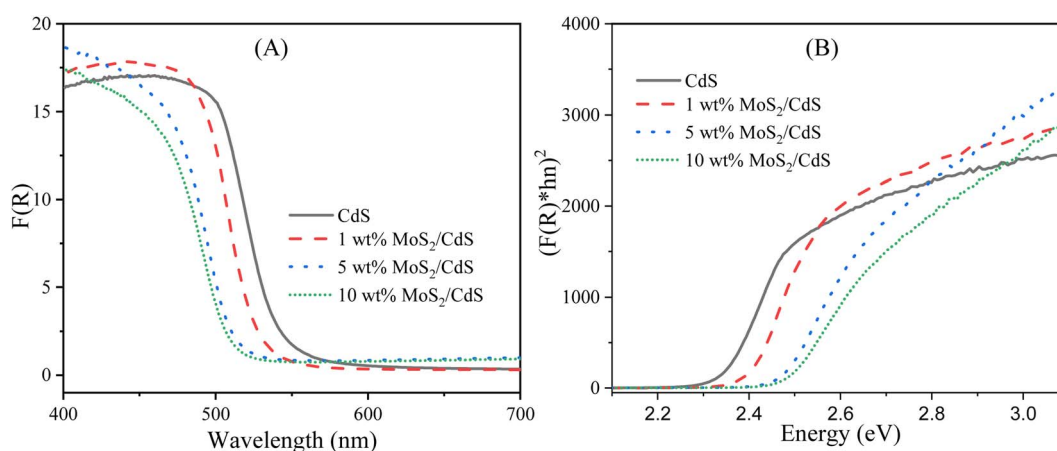 (A)
F(R)
20
15
10
5
0
CdS
1 wt% MoS₂/CdS
5 wt% MoS₂/CdS
10 wt% MoS₂/CdS
400 500 600 700
Wavelength (nm)
(B)
(F(R)*hn)²
4000
3000
2000
1000
0
CdS
1 wt% MoS₂/CdS
5 wt% MoS₂/CdS
10 wt% MoS₂/CdS
2.2 2.4 2.6 2.8 3.0
Energy (eV)